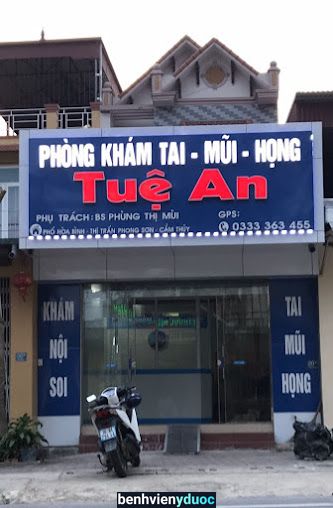 PHÒNG KHÁM TAI - MŨI - HỌNG
Tuệ An
PHỤ TRÁCH: BS PHÙNG THỊ MÙI
GPS:
PHỐ HÒA BÌNH - THỊ TRẤN PHONG SƠN - CẨM THỦY
0333 363 455
KHÁM
NỘI
SOI
TAI
MŨI
HỌNG
benhvienyduoc